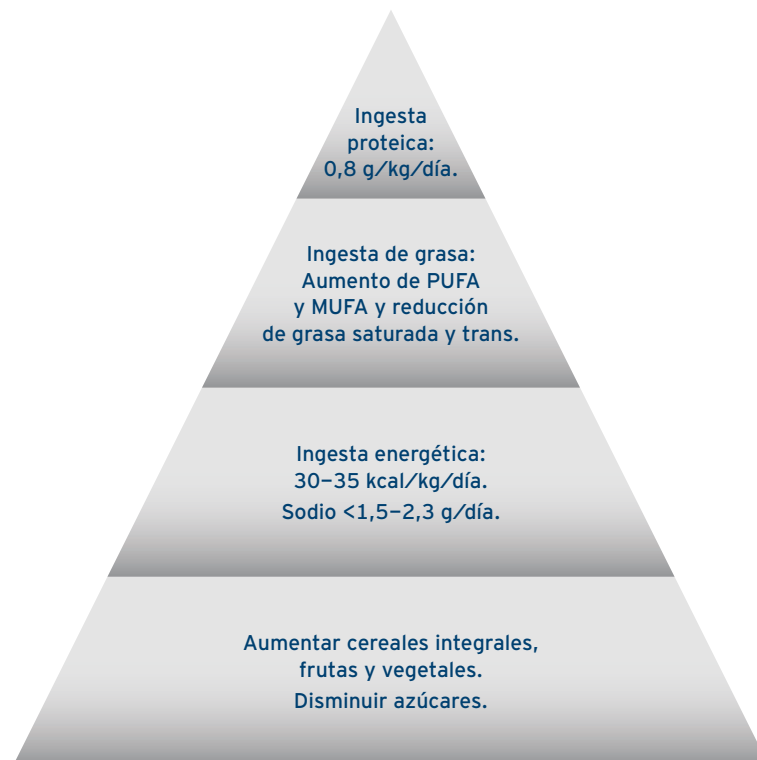 Ingesta
proteica:
0,8 g/kg/día.
Ingesta de grasa:
Aumento de PUFA
y MUFA y reducción
de grasa saturada y trans.
Ingesta energética:
30–35 kcal/kg/día.
Sodio <1,5–2,3 g/día.
Aumentar cereales integrales,
frutas y vegetales.
Disminuir azúcares.